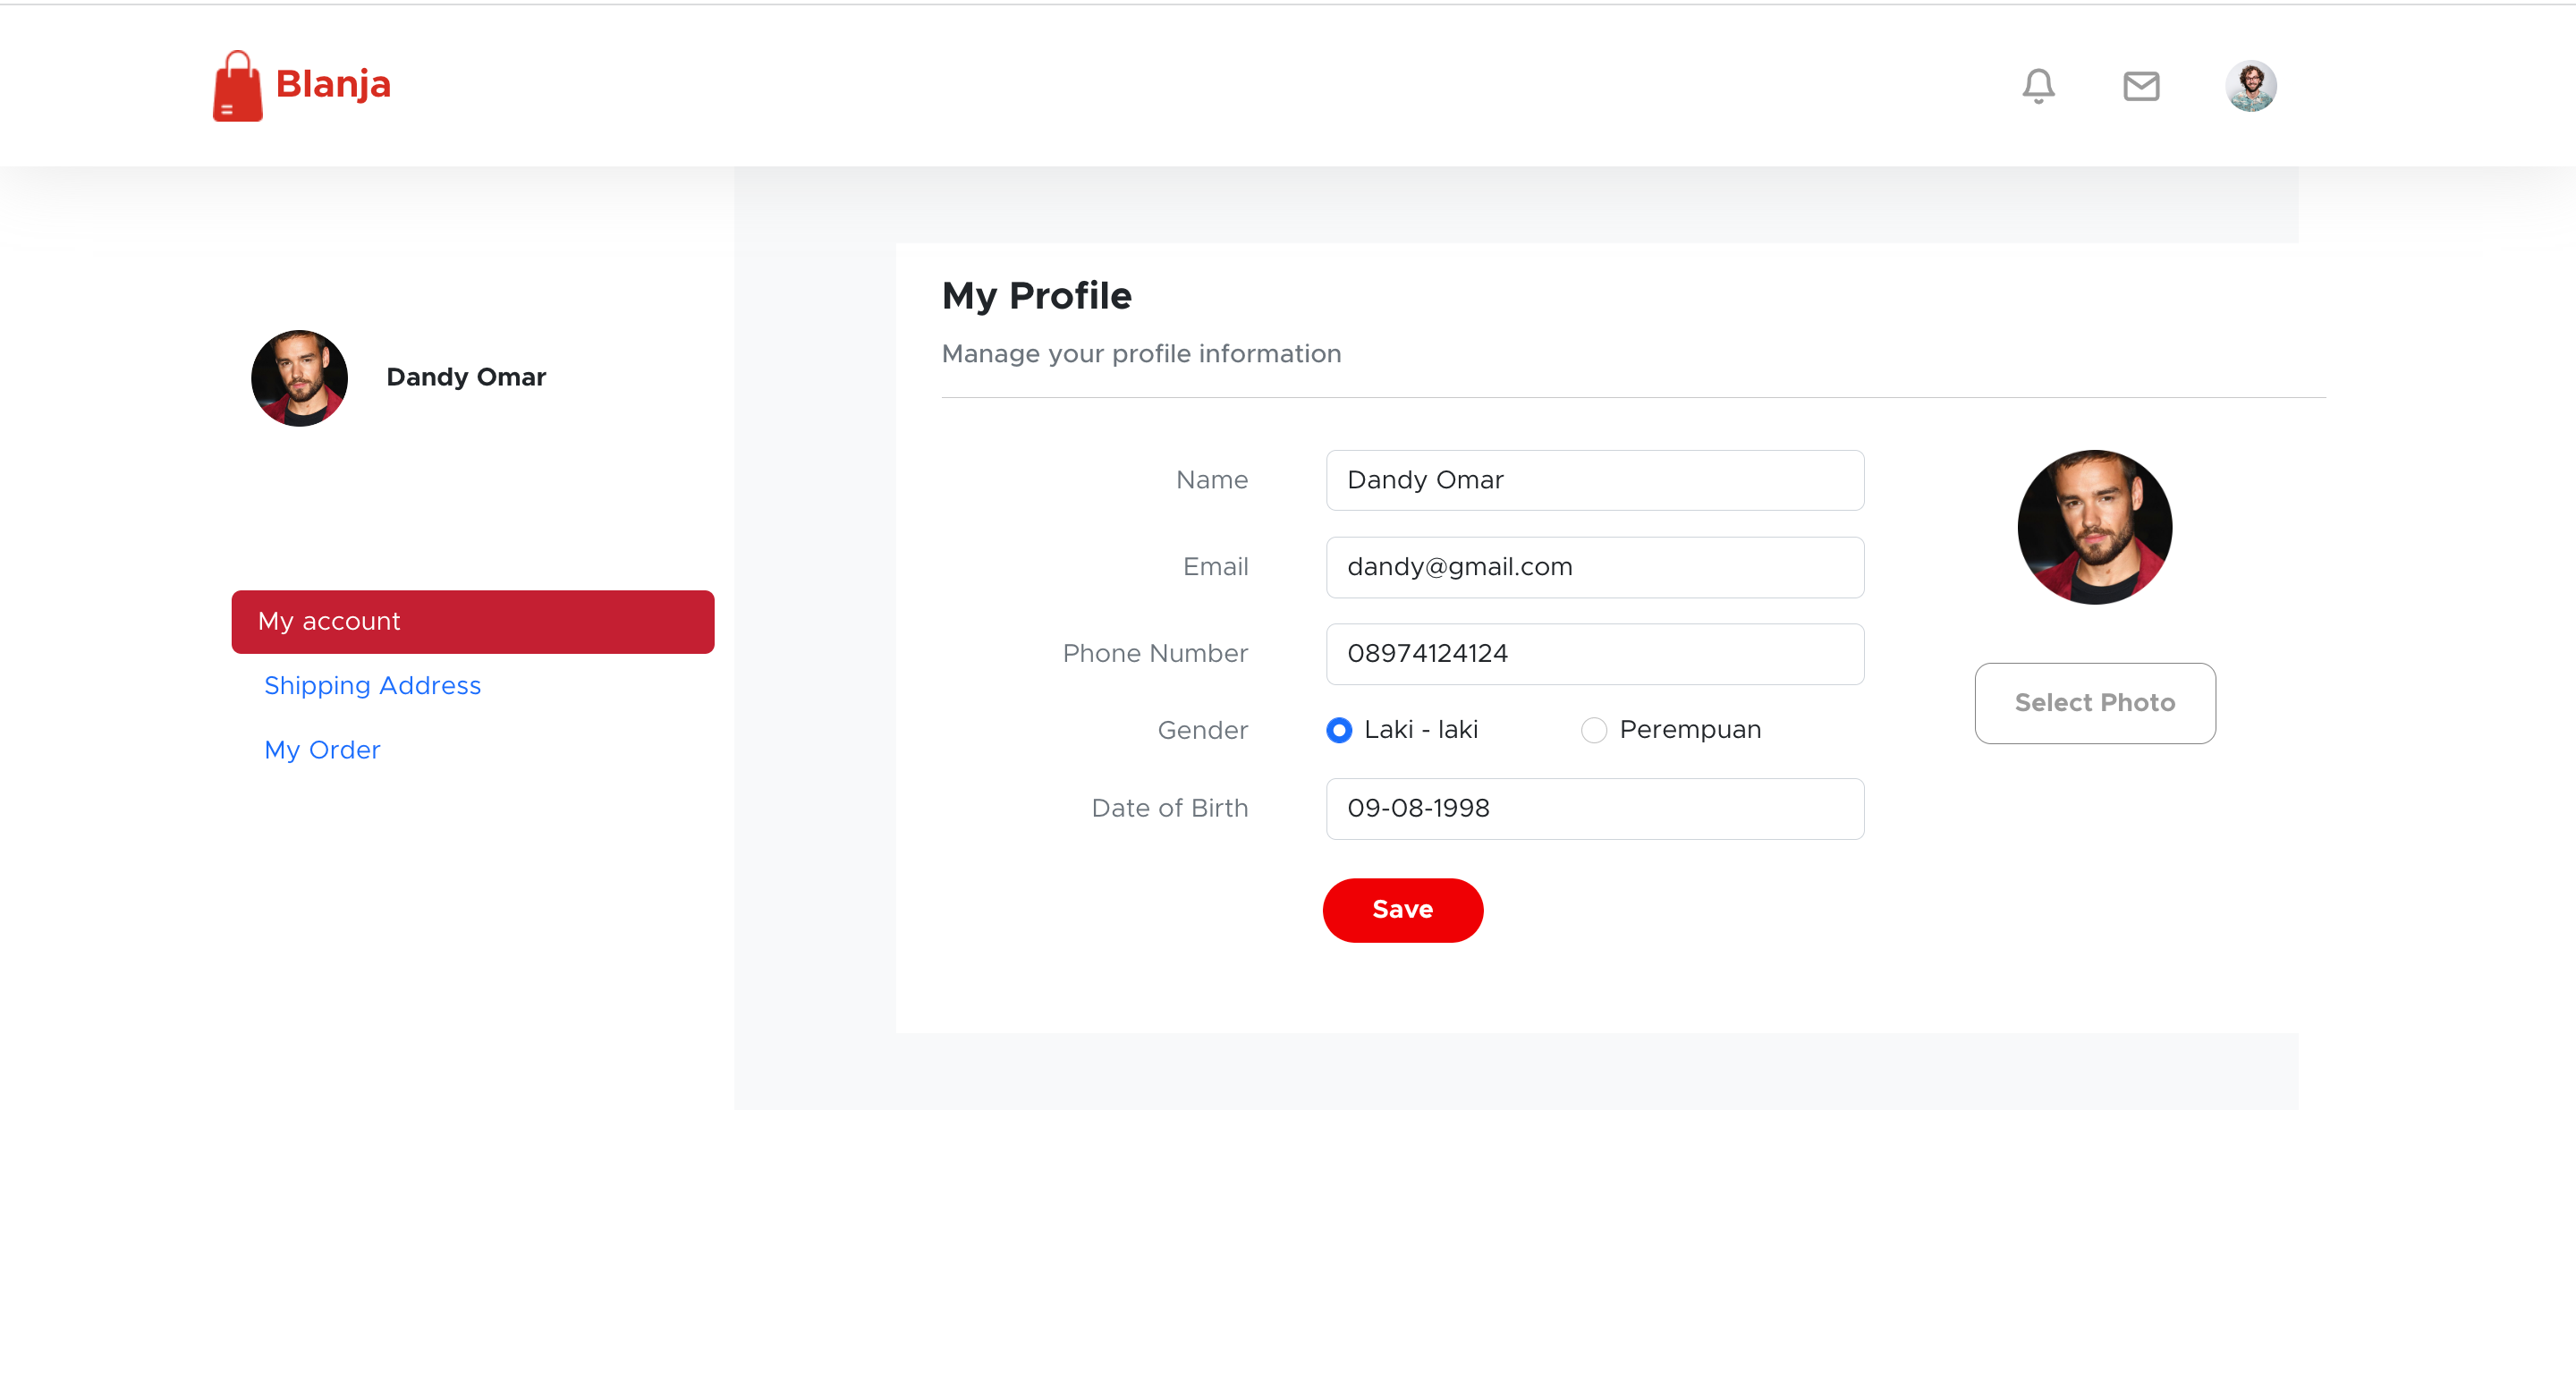 Blanja
Dandy Omar
My account
Shipping Address
My Order
My Profile
Manage your profile information
Name
Dandy Omar
Email
dandy@gmail.com
Phone Number
08974124124
Gender
Laki - laki
Perempuan
Date of Birth
09-08-1998
Save
Select Photo